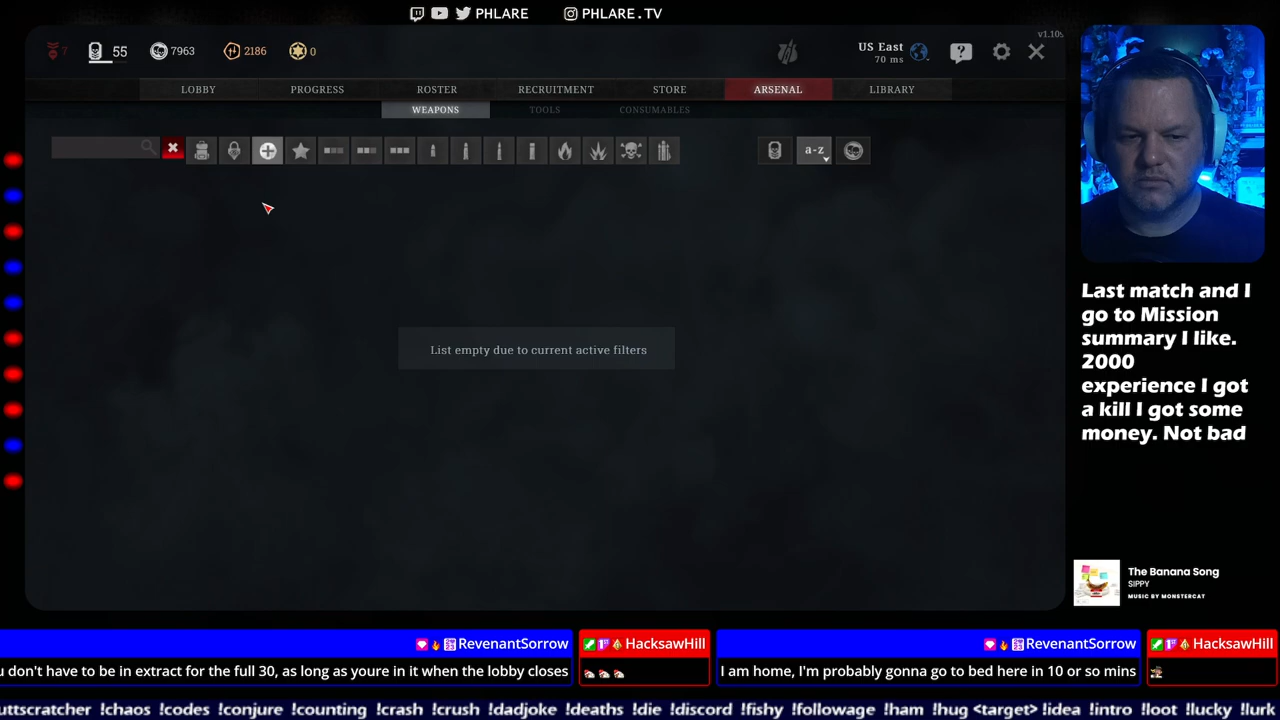 PHLARE PHLARE.TV
v1.10
7 55 7963 2186 0 US East
70 ms
LOBBY PROGRESS ROSTER RECRUITMENT STORE ARSENAL LIBRARY
WEAPONS TOOLS CONSUMABLES
a-z
List empty due to current active filters
Last match and I
go to Mission
summary I like.
2000
experience I got
a kill I got some
money. Not bad
The Banana Song
SIPPY
MUSIC BY MONSTERCAT
RevenantSorrow HacksawHill RevenantSorrow HacksawHill
u don't have to be in extract for the full 30, as long as youre in it when the lobby closes I am home, I'm probably gonna go to bed here in 10 or so mins
uttscratcher !chaos !codes !conjure !counting !crash !crush !dadjoke !deaths !die !discord !fishy !followage !ham !hug <target> !idea !intro !loot !lucky !lurk